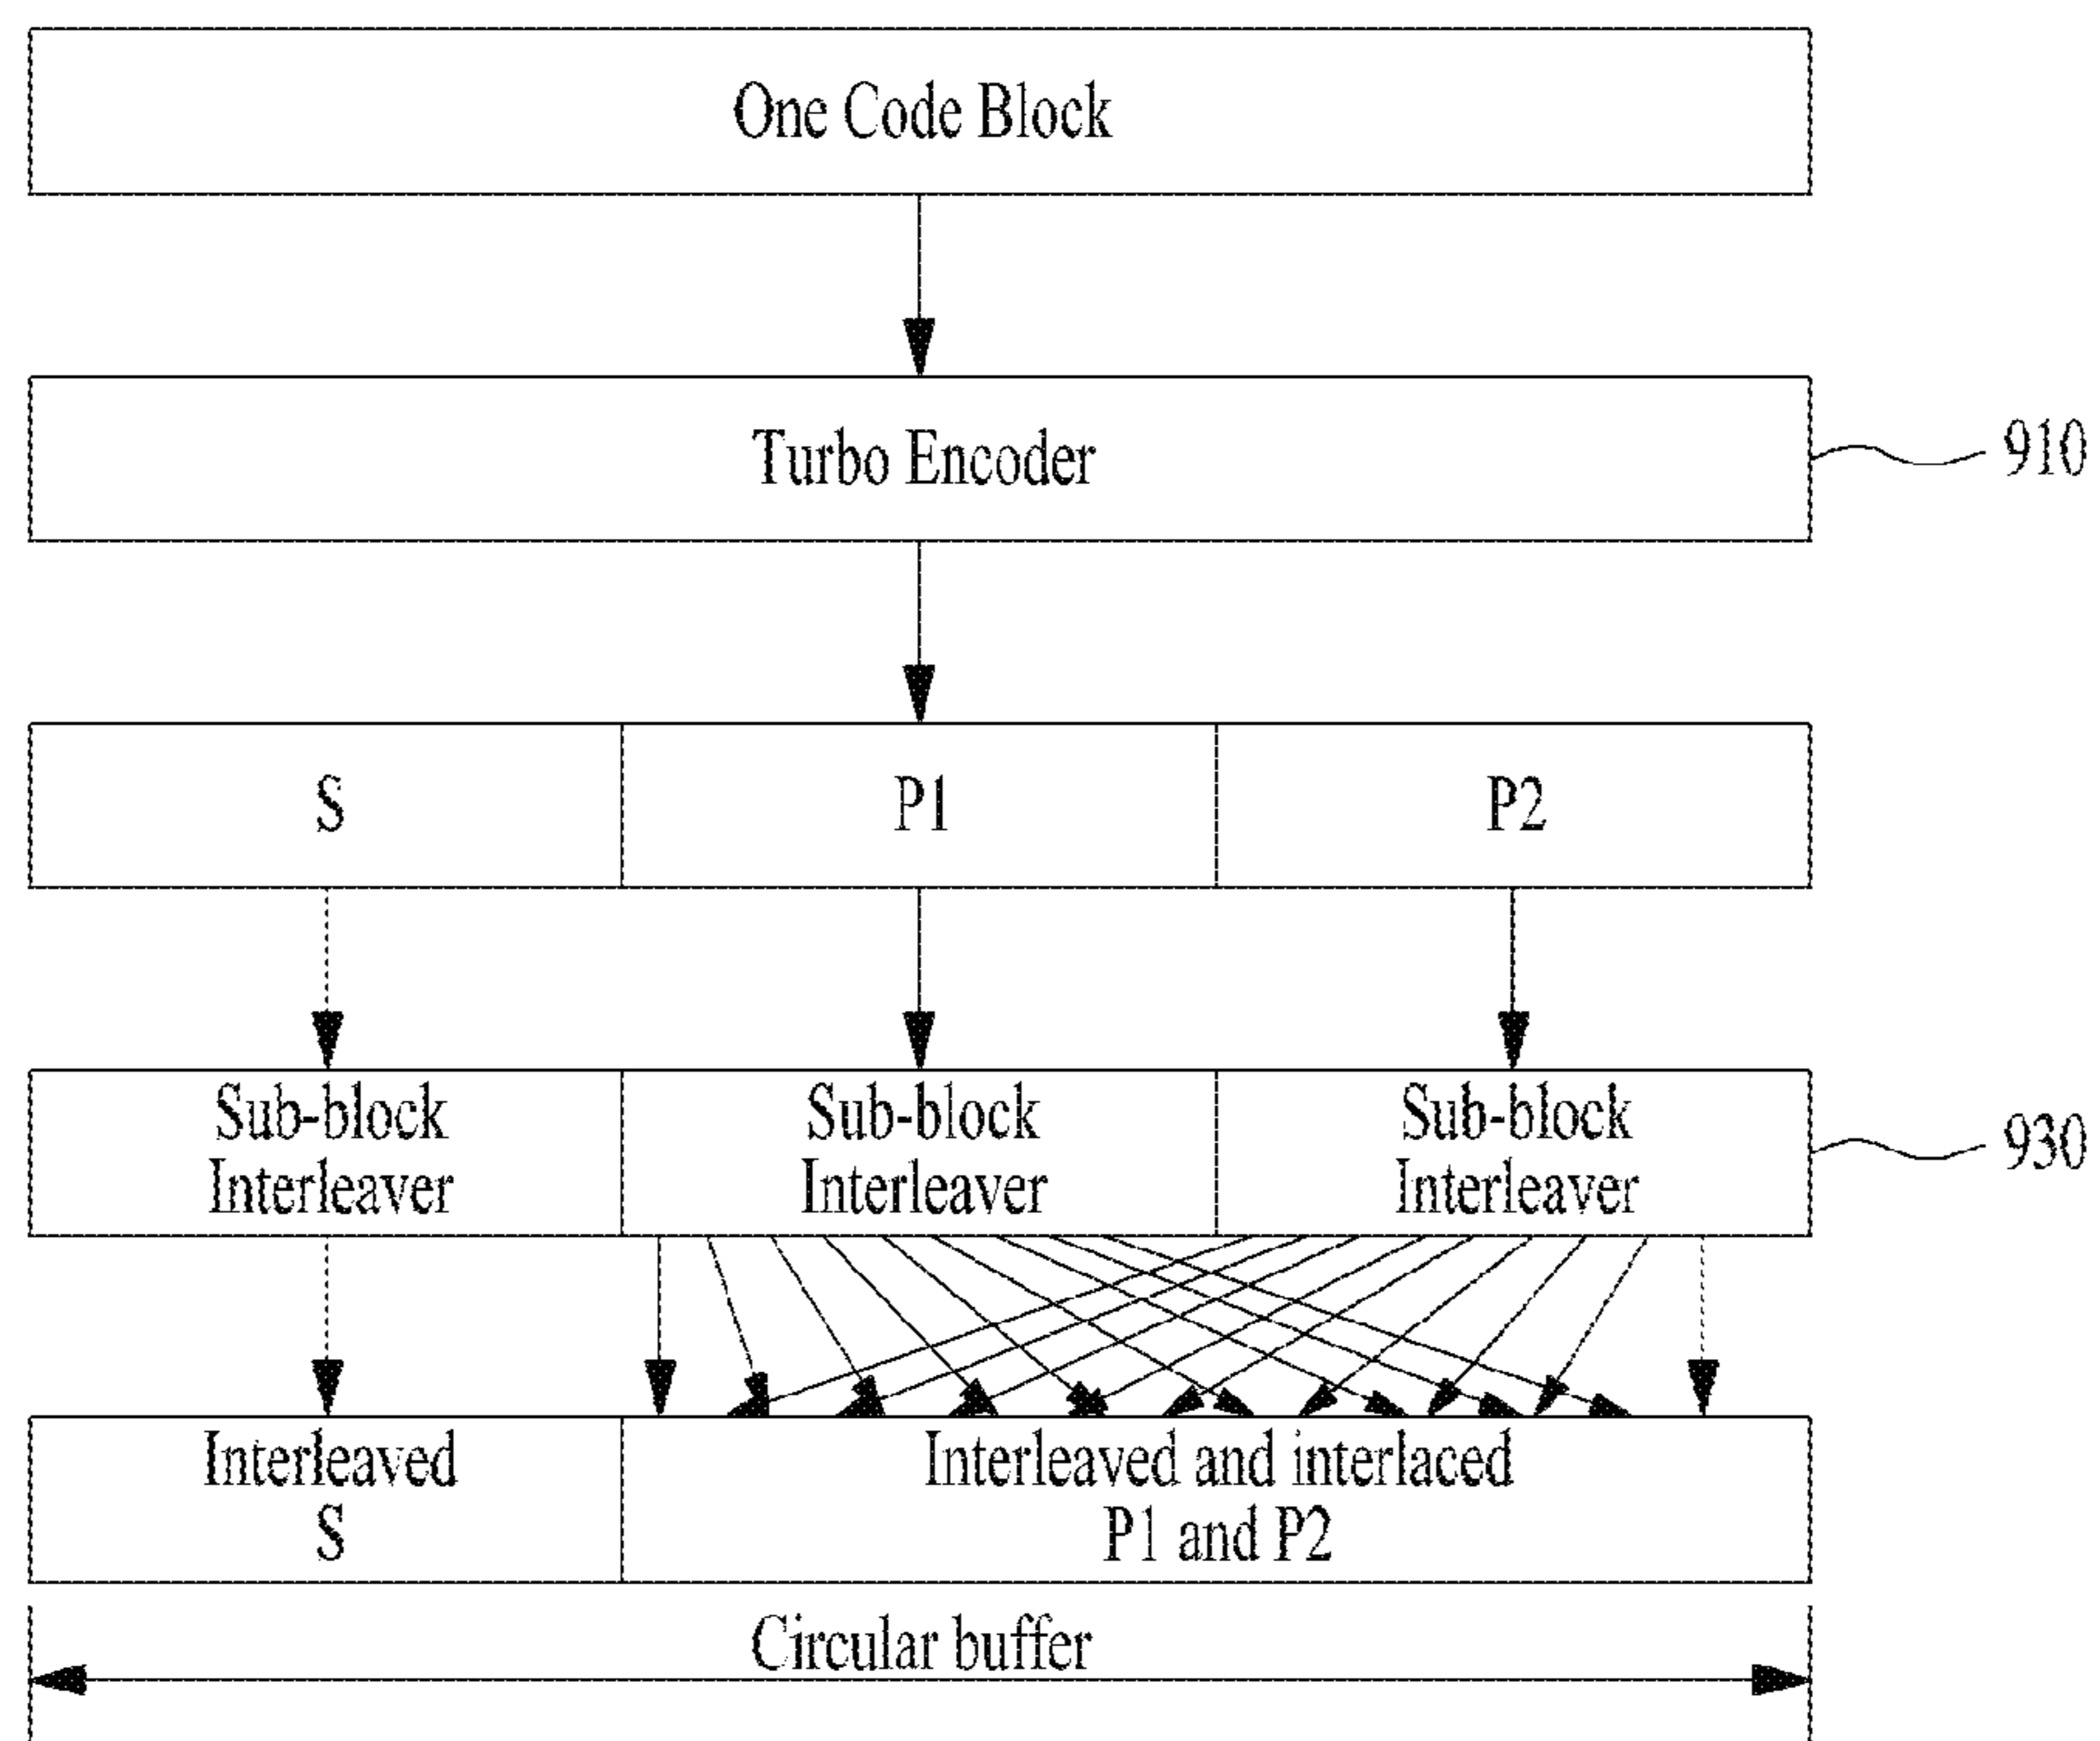 One Code Block
Turbo Encoder
910
S
P1
P2
Sub-block
Interleaver
Sub-block
Interleaver
Sub-block
Interleaver
930
Interleaved
S
Interleaved and interlaced
P1 and P2
Circular buffer